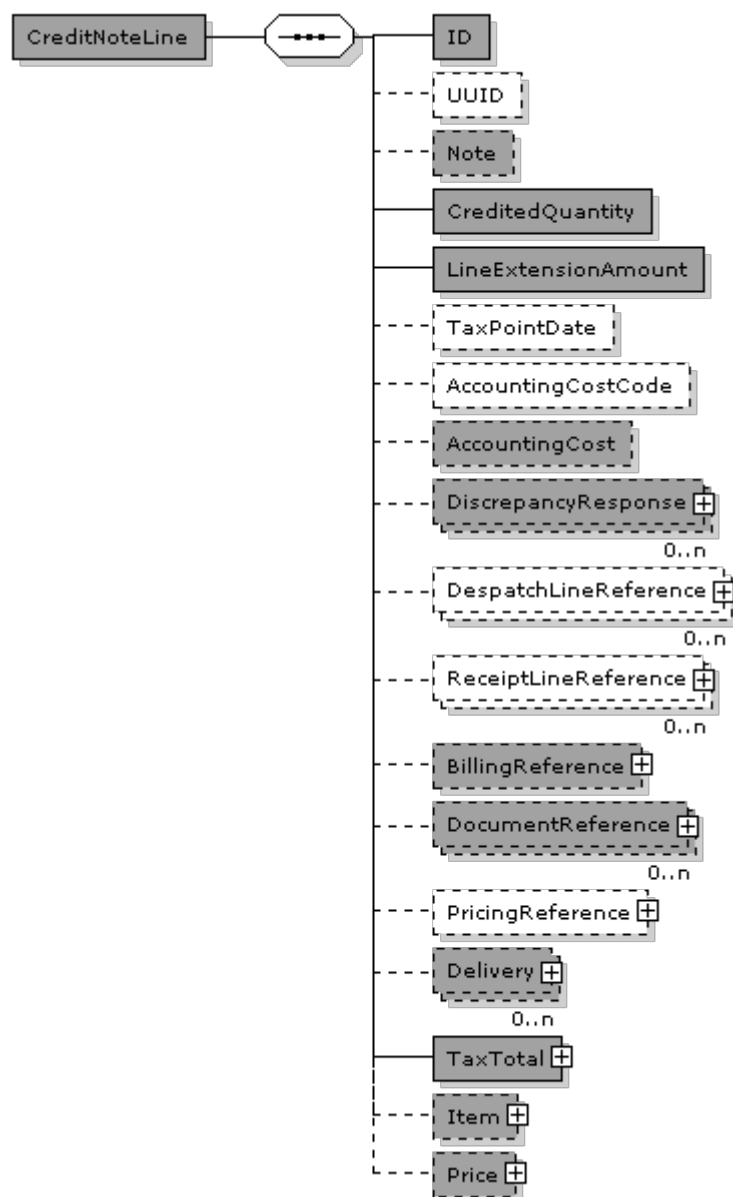 CreditNoteLine
ID
UUID
Note
CreditedQuantity
LineExtensionAmount
TaxPointDate
AccountingCostCode
AccountingCost
DiscrepancyResponse
0..n
DespatchLineReference
0..n
ReceiptLineReference
0..n
BillingReference
DocumentReference
0..n
PricingReference
Delivery
0..n
TaxTotal
Item
Price